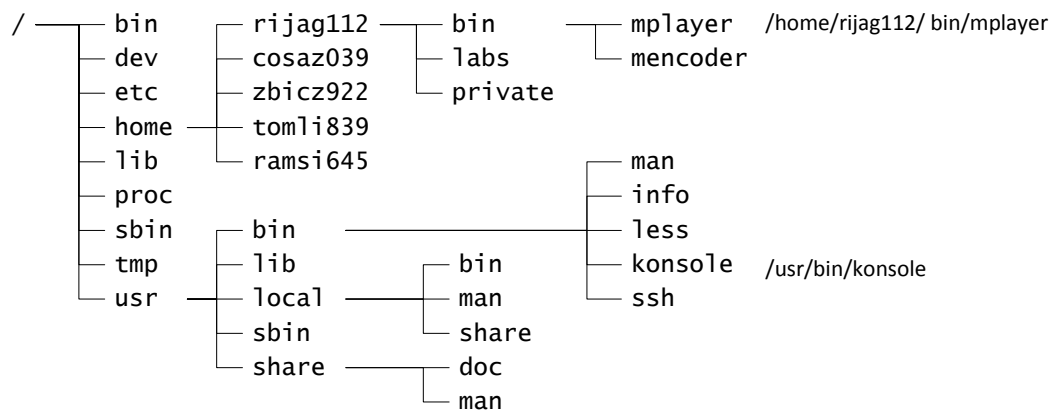 / bin rijag112 bin mplayer /home/rijag112/ bin/mplayer
dev cosaz039 labs mencoder
etc zbicz922 private
home tomli839
lib ramsi645 man
proc info
sbin bin less
tmp lib bin konsole /usr/bin/konsole
usr local man ssh
sbin share
share doc
man